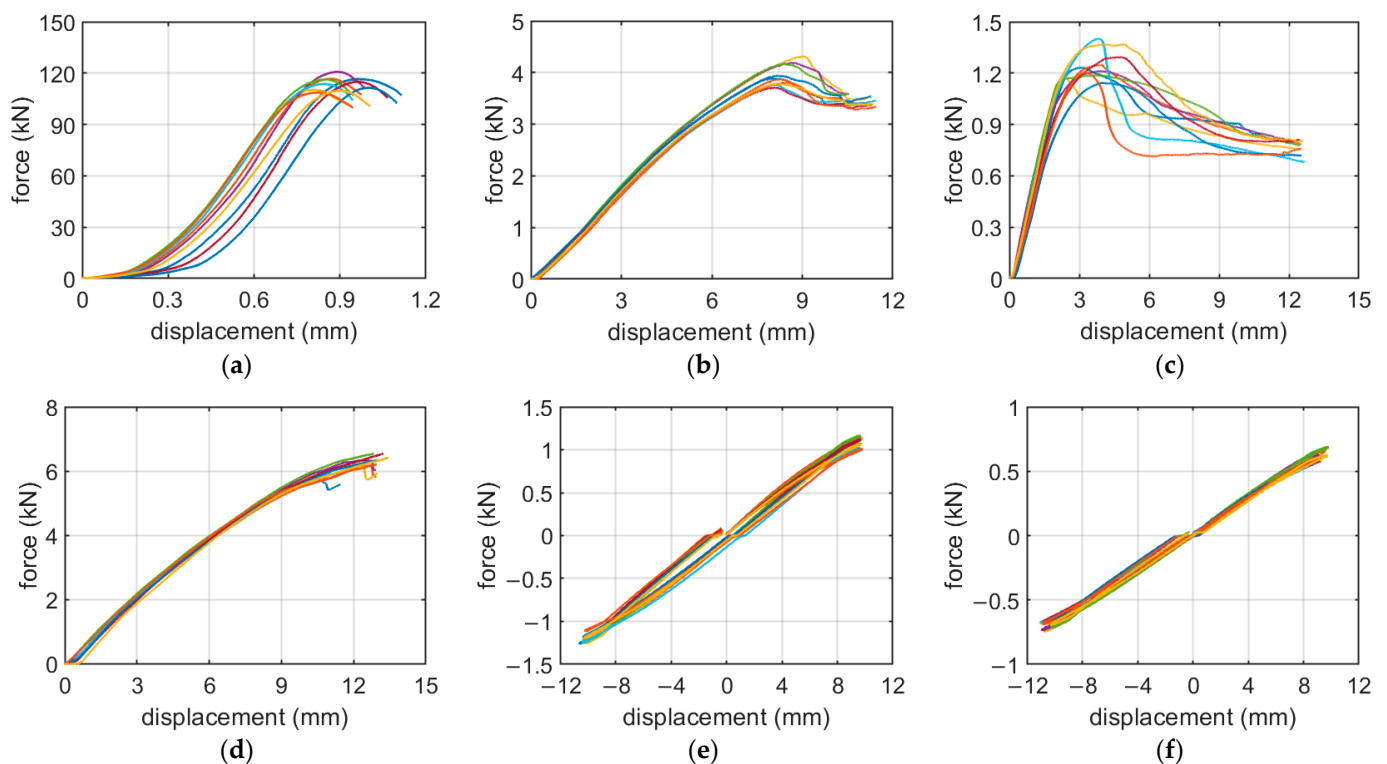 150
120
90
60
30
0
force (kN)
0 0.3 0.6 0.9 1.2
displacement (mm)
(a)
5
4
3
2
1
0
force (kN)
0 3 6 9 12
displacement (mm)
(b)
1.5
1.2
0.9
0.6
0.3
0
force (kN)
0 3 6 9 12 15
displacement (mm)
(c)
8
6
4
2
0
force (kN)
0 3 6 9 12 15
displacement (mm)
(d)
1.5
1
0.5
0
−0.5
−1
−1.5
force (kN)
−12 −8 −4 0 4 8 12
displacement (mm)
(e)
1
0.5
0
−0.5
−1
force (kN)
−12 −8 −4 0 4 8 12
displacement (mm)
(f)